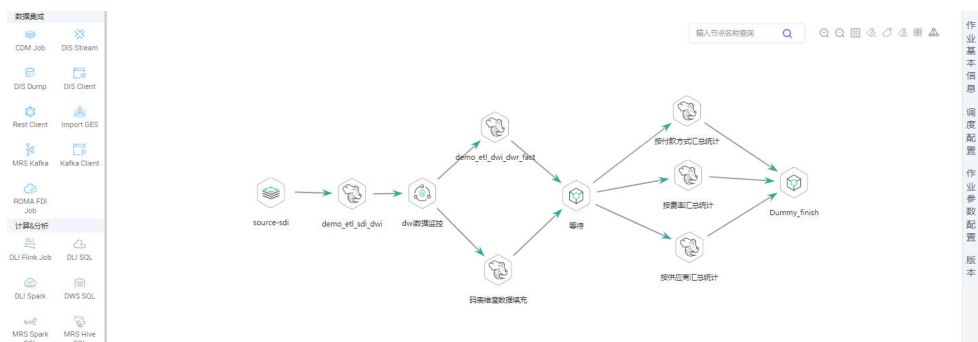 数据集成
CDM Job
DIS Stream
DIS Dump
DIS Client
Rest Client
Import GES
MRS Kafka
Kafka Client
ROMA FDI
Job
计算&分析
DLI Flink Job
DLI SQL
DLI Spark
DWS SQL
MRS Spark
MRS Hive
输入节点名称查询
source-sdi
demo_etl_sdi_dwi
dwi数据监控
demo_etl_dwi_dwr_fast
码表维度数据填充
等待
按付款方式汇总统计
按费率汇总统计
按供应商汇总统计
Dummy_finish
作业基本信息
调度配置
作业参数配置
版本